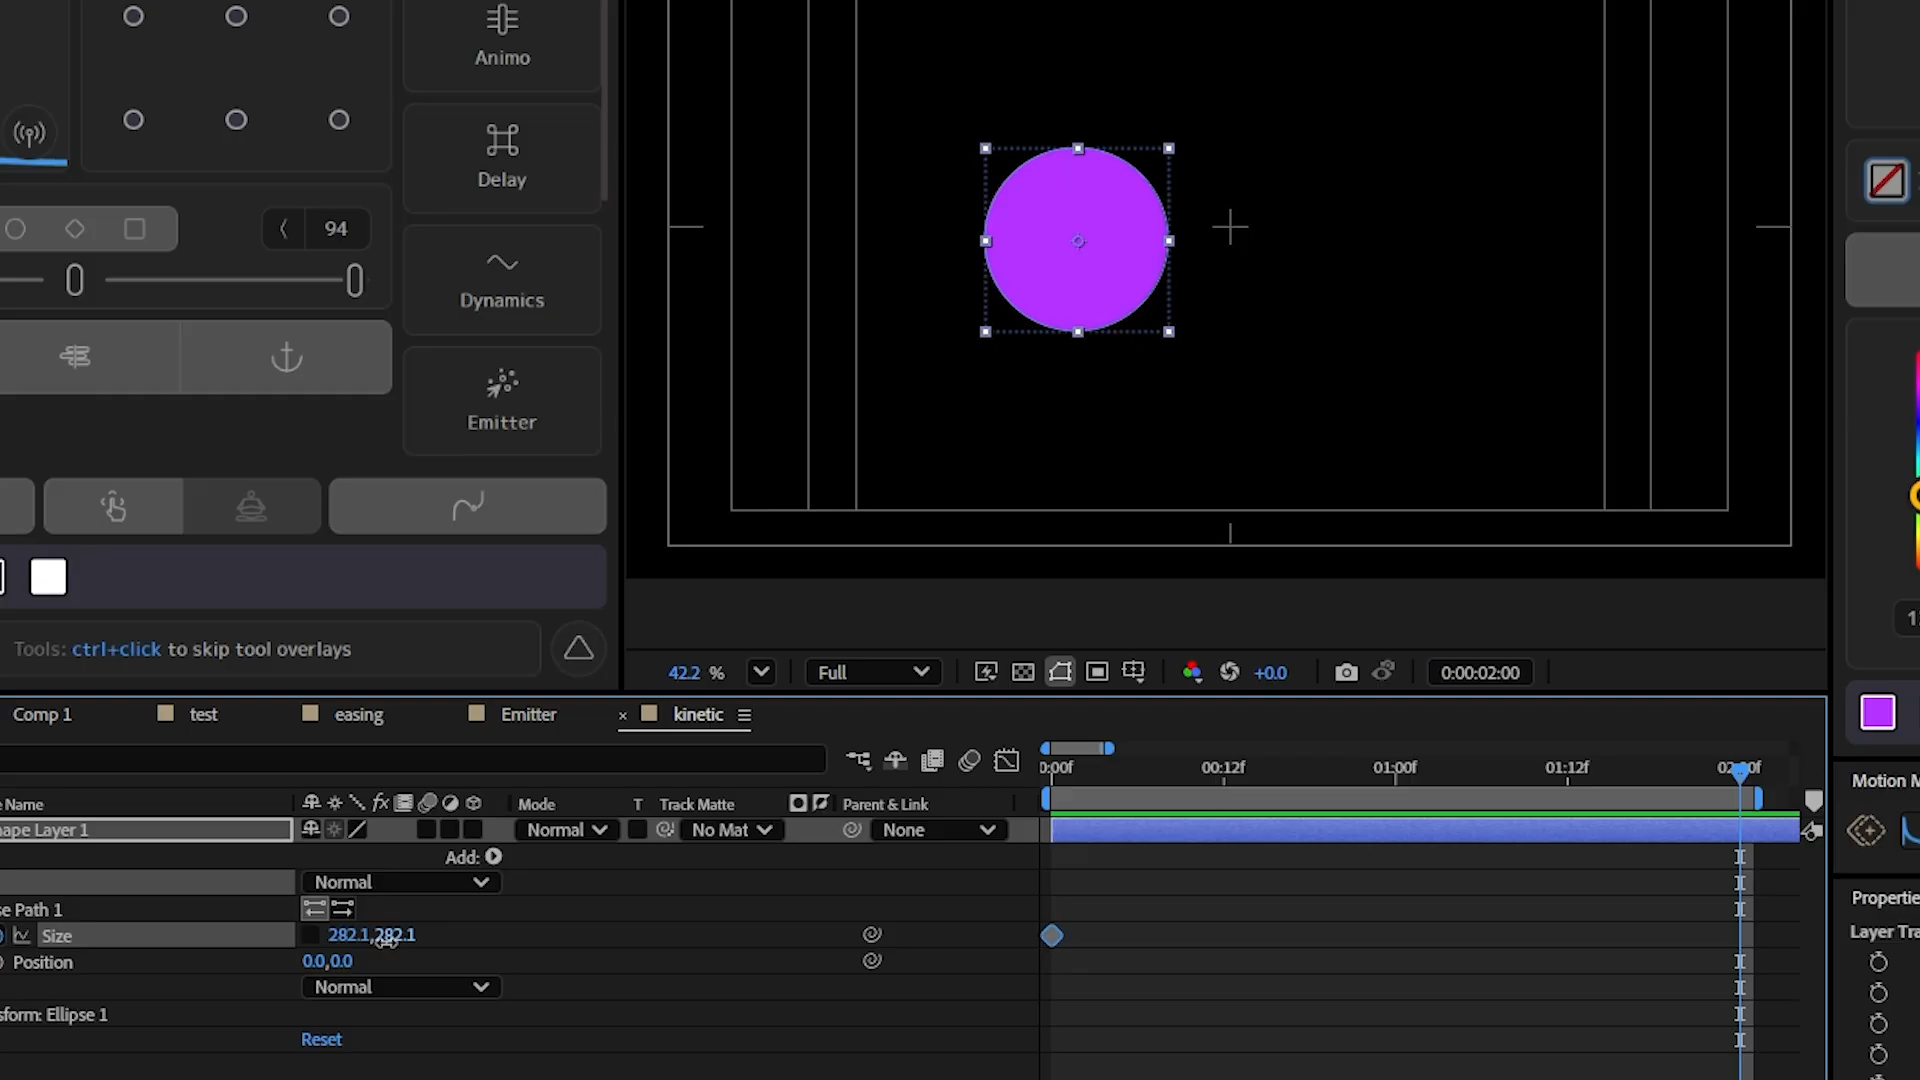 Animo
Delay
94
Dynamics
Emitter
Tools: ctrl+click to skip tool overlays
42.2 %
Full
+0.0
0:00:02:00
Comp 1
test
easing
Emitter
× kinetic
0:00f
00:12f
01:00f
01:12f
Motion M
e Name
fx
Mode
T Track Matte
Parent & Link
ape Layer 1
Normal
No Mat
None
Add:
Normal
e Path 1
Propertie
Size
282.1,282.1
Layer Tra
Position
0.0,0.0
Normal
sform: Ellipse 1
Reset